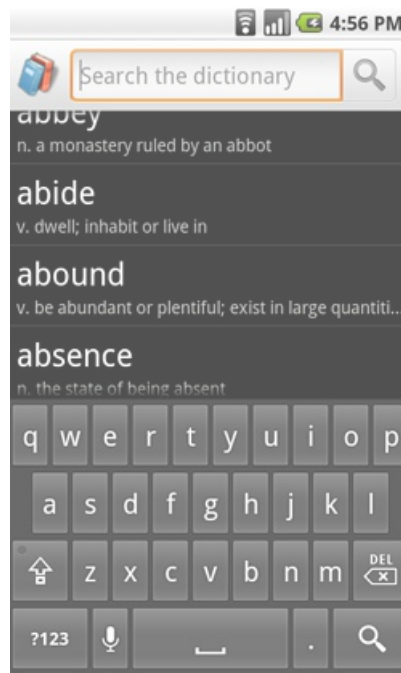 4:56 PM
Search the dictionary
abbey
n. a monastery ruled by an abbot
abide
v. dwell; inhabit or live in
abound
v. be abundant or plentiful; exist in large quantiti...
absence
n. the state of being absent
q w e r t y u i o p
a s d f g h j k l
z x c v b n m DEL
?123 .